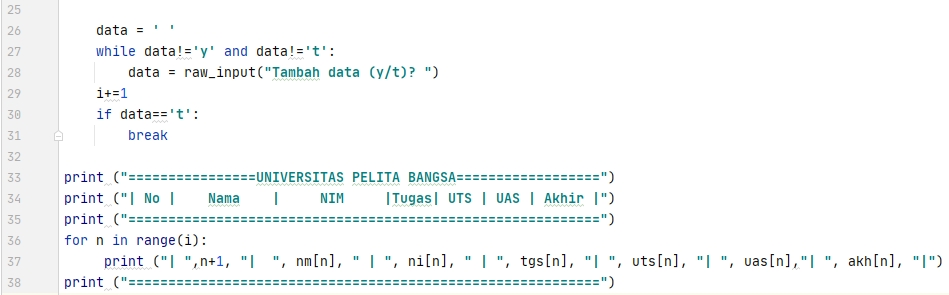 25
26     data = ' '
27     while data!='y' and data!='t':
28         data = raw_input("Tambah data (y/t)? ")
29     i+=1
30     if data=='t':
31         break
32
33 print ("================UNIVERSITAS PELITA BANGSA==================")
34 print ("| No |    Nama    |     NIM     |Tugas| UTS | UAS | Akhir |")
35 print ("===========================================================")
36 for n in range(i):
37      print ("| ",n+1, "|  ", nm[n], " | ", ni[n], " | ", tgs[n], "| ", uts[n], "| ", uas[n],"| ", akh[n], "|")
38 print ("===========================================================")